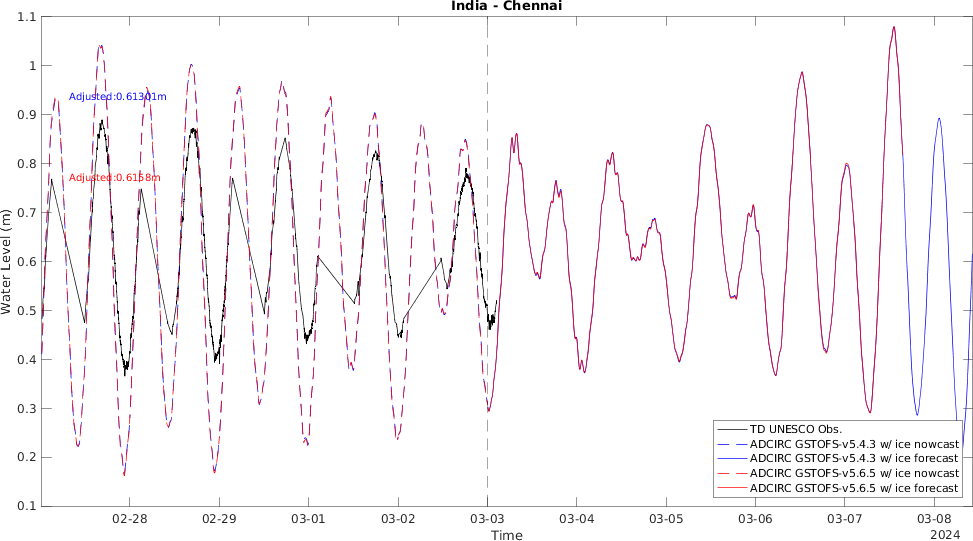 India - Chennai
Water Level (m)
1.1
1
0.9
0.8
0.7
0.6
0.5
0.4
0.3
0.2
0.1
Adjusted:0.61301m
Adjusted:0.6158m
TD UNESCO Obs.
ADCIRC GSTOFS-v5.4.3 w/ ice nowcast
ADCIRC GSTOFS-v5.4.3 w/ ice forecast
ADCIRC GSTOFS-v5.6.5 w/ ice nowcast
ADCIRC GSTOFS-v5.6.5 w/ ice forecast
02-28 02-29 03-01 03-02 03-03 03-04 03-05 03-06 03-07 03-08
Time
2024